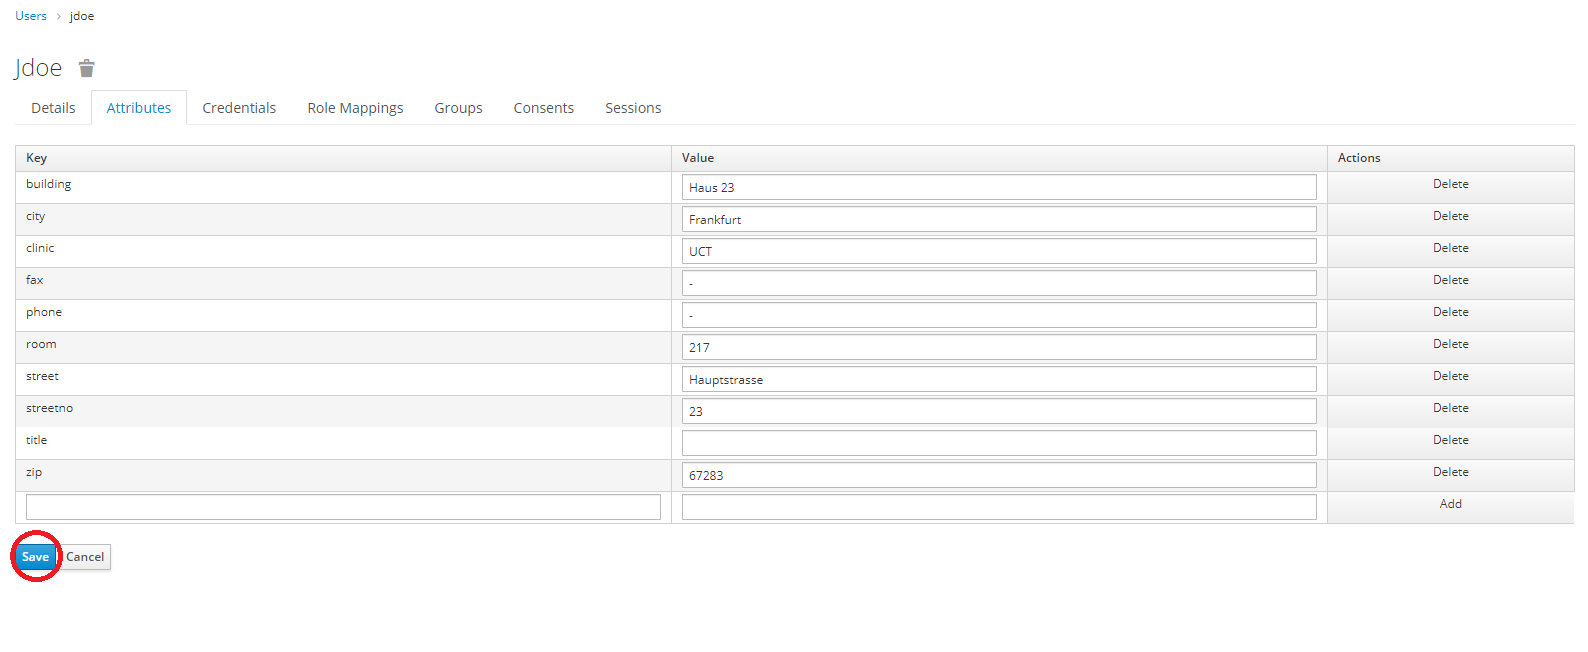 Users › jdoe
Jdoe
Details Attributes Credentials Role Mappings Groups Consents Sessions
Key Value Actions
building Haus 23 Delete
city Frankfurt Delete
clinic UCT Delete
fax - Delete
phone - Delete
room 217 Delete
street Hauptstrasse Delete
streetno 23 Delete
title Delete
zip 67283 Delete
Add
Save Cancel